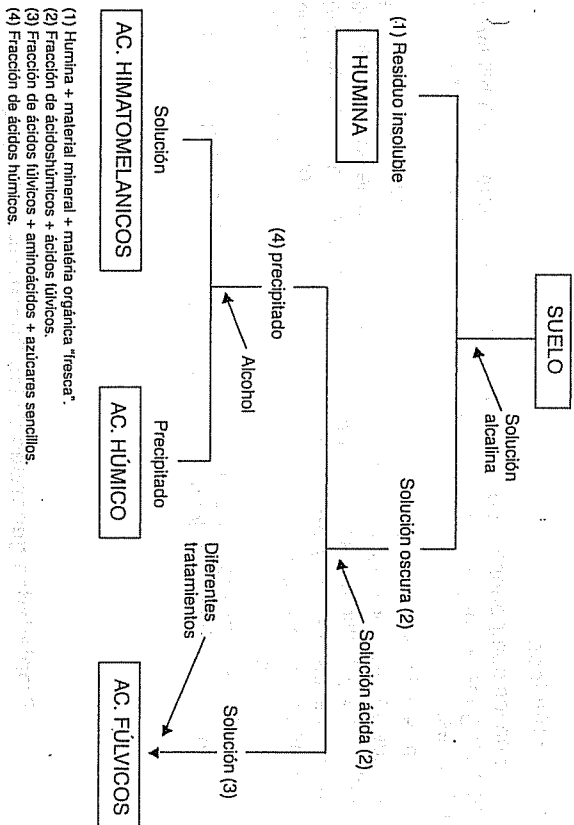 SUELO
Solución
alcalina
(1) Residuo insoluble
Solución oscura (2)
HUMINA
Solución ácida (2)
(4) precipitado
Solución (3)
Alcohol
Diferentes
tratamientos
Solución
Precipitado
AC. HIMATOMELANICOS
AC. HÚMICO
AC. FÚLVICOS
(1) Humina + material mineral + matéria orgánica "fresca".
(2) Fracción de ácidoshúmicos + ácidos fúlvicos.
(3) Fracción de ácidos fúlvicos + aminoácidos + azúcares sencillos.
(4) Fracción de ácidos húmicos.